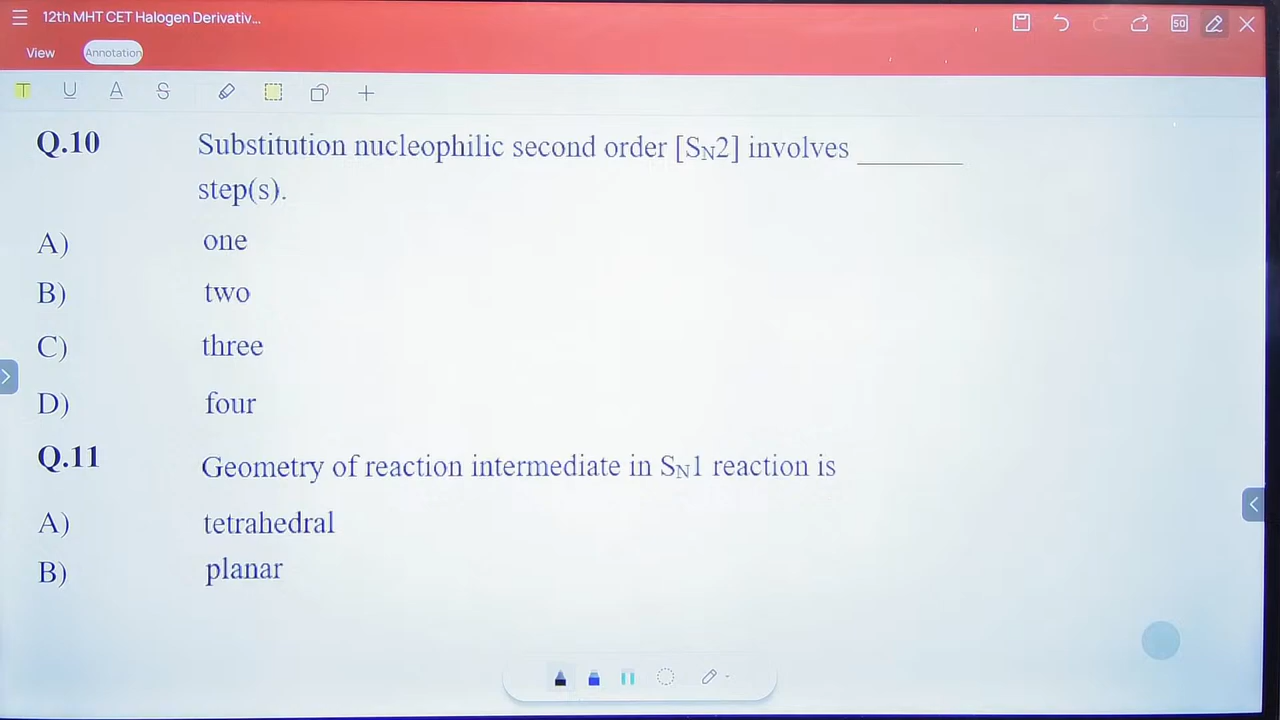 12th MHT CET Halogen Derivativ...
50
View
Annotation
T U A S
Q.10 Substitution nucleophilic second order [SN2] involves ________
step(s).
A) one
B) two
C) three
D) four
Q.11 Geometry of reaction intermediate in SN1 reaction is
A) tetrahedral
B) planar